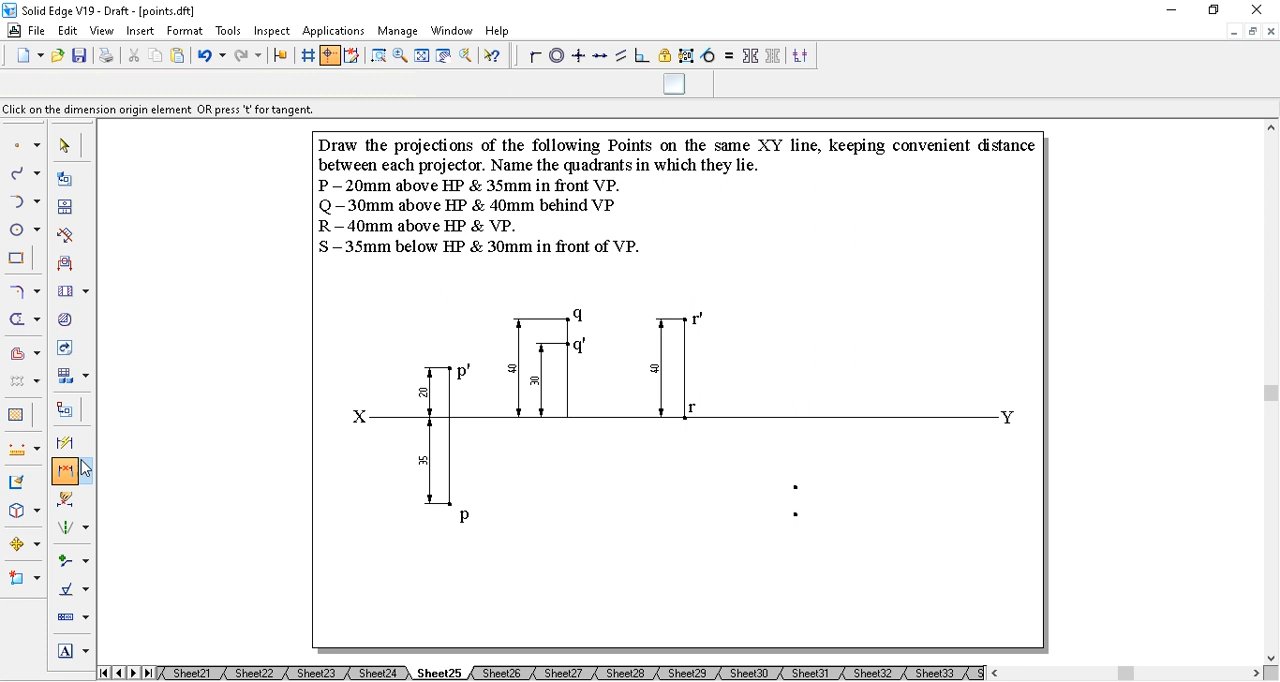 Solid Edge V19 - Draft - [points.dft]
File Edit View Insert Format Tools Inspect Applications Manage Window Help
Click on the dimension origin element OR press 't' for tangent.
Draw the projections of the following Points on the same XY line, keeping convenient distance
between each projector. Name the quadrants in which they lie.
P – 20mm above HP & 35mm in front VP.
Q – 30mm above HP & 40mm behind VP
R – 40mm above HP & VP.
S – 35mm below HP & 30mm in front of VP.
q
r'
q'
40
40
p'
30
20
r
X
Y
35
p
A
Sheet21 Sheet22 Sheet23 Sheet24 Sheet25 Sheet26 Sheet27 Sheet28 Sheet29 Sheet30 Sheet31 Sheet32 Sheet33 S